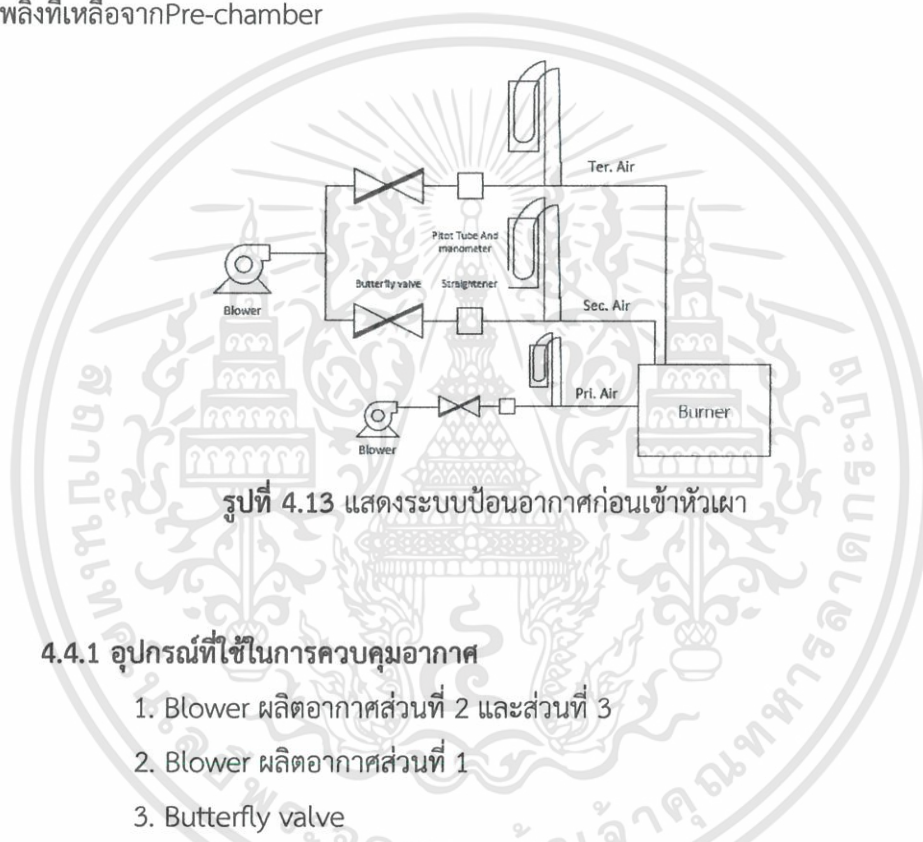 พลิงที่เหลือจากPre-chamber
Ter. Air
Pitot Tube And
manometer
Butterfly valve Straightener
Blower
Sec. Air
Pri. Air
Burner
Blower
รูปที่ 4.13 แสดงระบบป้อนอากาศก่อนเข้าหัวเผา
4.4.1 อุปกรณ์ที่ใช้ในการควบคุมอากาศ
1. Blower ผลิตอากาศส่วนที่ 2 และส่วนที่ 3
2. Blower ผลิตอากาศส่วนที่ 1
3. Butterfly valve